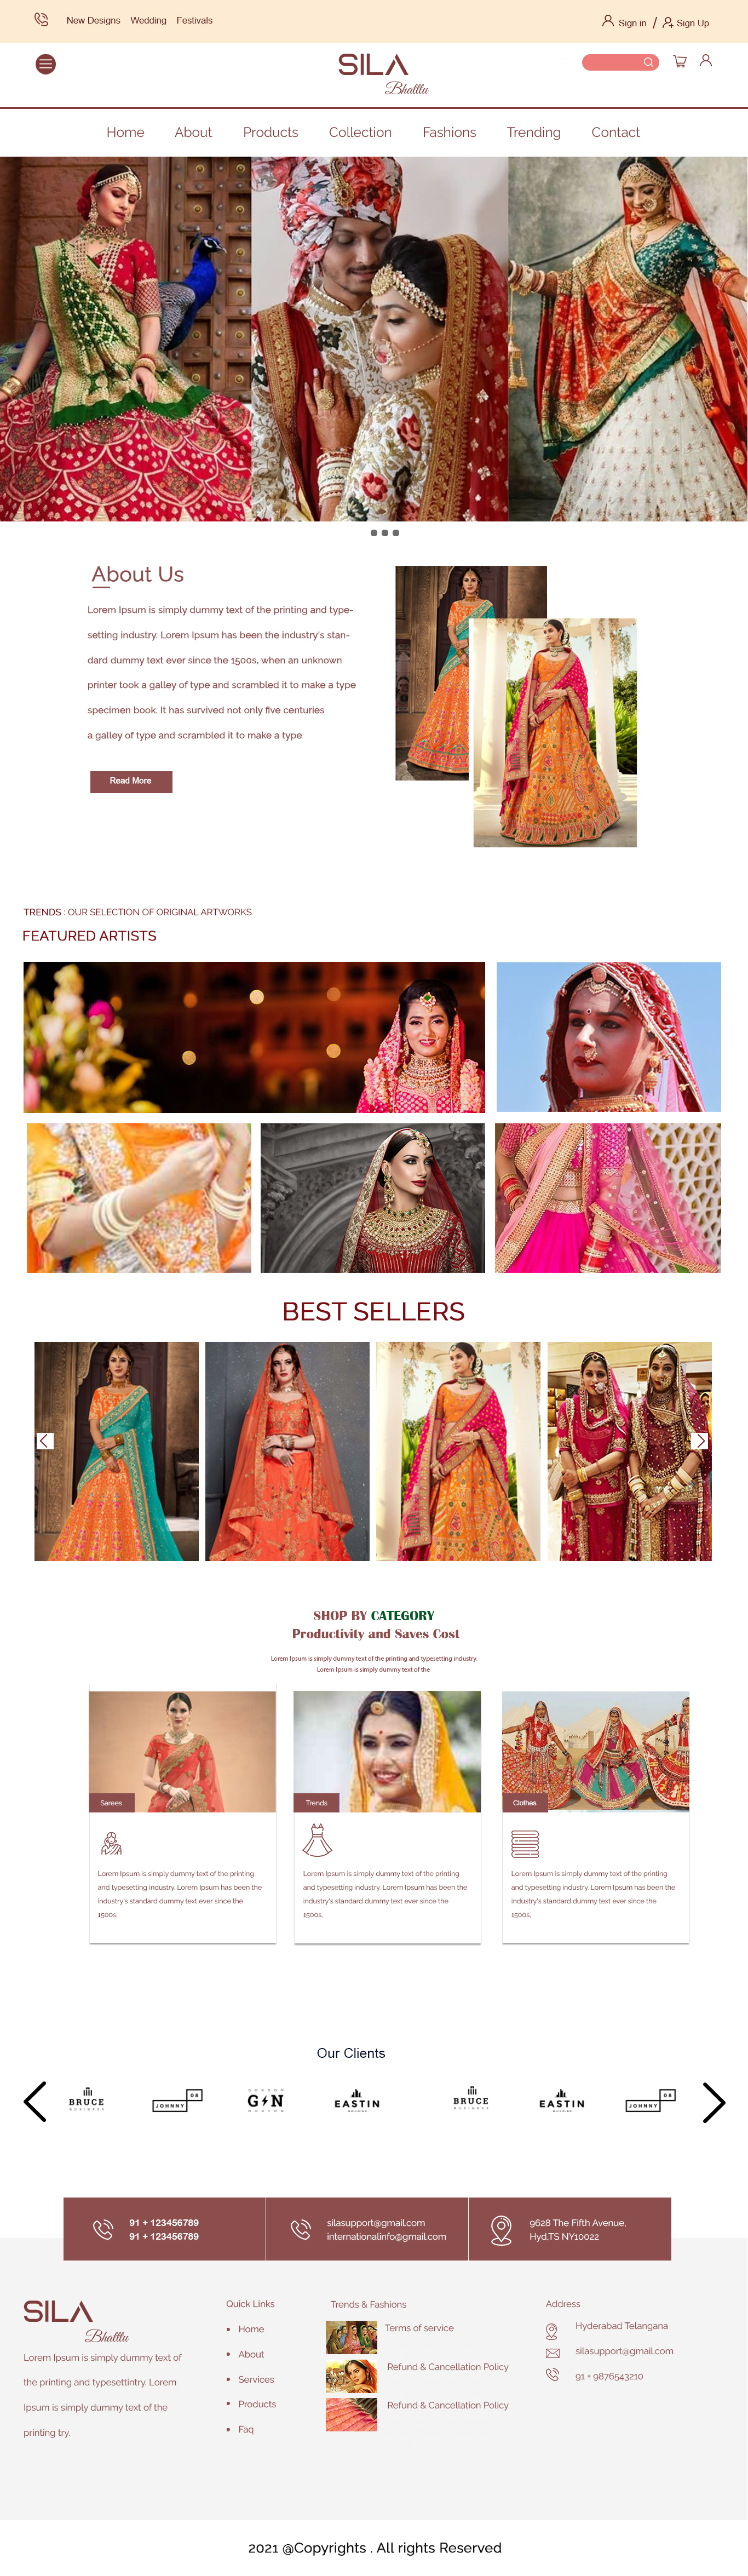 New Designs Wedding Festivals
Sign in / Sign Up
SILA
Bhatttu
Home About Products Collection Fashions Trending Contact
About Us
Lorem Ipsum is simply dummy text of the printing and type-
setting industry. Lorem Ipsum has been the industry's stan-
dard dummy text ever since the 1500s, when an unknown
printer took a galley of type and scrambled it to make a type
specimen book. It has survived not only five centuries
a galley of type and scrambled it to make a type
Read More
TRENDS : OUR SELECTION OF ORIGINAL ARTWORKS
FEATURED ARTISTS
BEST SELLERS
SHOP BY CATEGORY
Productivity and Saves Cost
Lorem Ipsum is simply dummy text of the printing and typesetting industry.
Lorem Ipsum is simply dummy text of the
Sarees
Lorem Ipsum is simply dummy text of the printing
and typesetting industry. Lorem Ipsum has been the
industry's standard dummy text ever since the
1500s,
Trends
Lorem Ipsum is simply dummy text of the printing
and typesetting industry. Lorem Ipsum has been the
industry's standard dummy text ever since the
1500s,
Clothes
Lorem Ipsum is simply dummy text of the printing
and typesetting industry. Lorem Ipsum has been the
industry's standard dummy text ever since the
1500s,
Our Clients
BRUCE
BUSINESS
JOHNNY 08
G N
NORTON
EASTIN
BUILDING
BRUCE
BUSINESS
EASTIN
BUILDING
JOHNNY 08
91 + 123456789
91 + 123456789
silasupport@gmail.com
internationalinfo@gmail.com
9628 The Fifth Avenue,
Hyd,TS NY10022
SILA
Bhatttu
Lorem Ipsum is simply dummy text of
the printing and typesettintry. Lorem
Ipsum is simply dummy text of the
printing try.
Quick Links
Home
About
Services
Products
Faq
Trends & Fashions
Terms of service
Refund & Cancellation Policy
Refund & Cancellation Policy
Address
Hyderabad Telangana
silasupport@gmail.com
91 + 9876543210
2021 @Copyrights . All rights Reserved